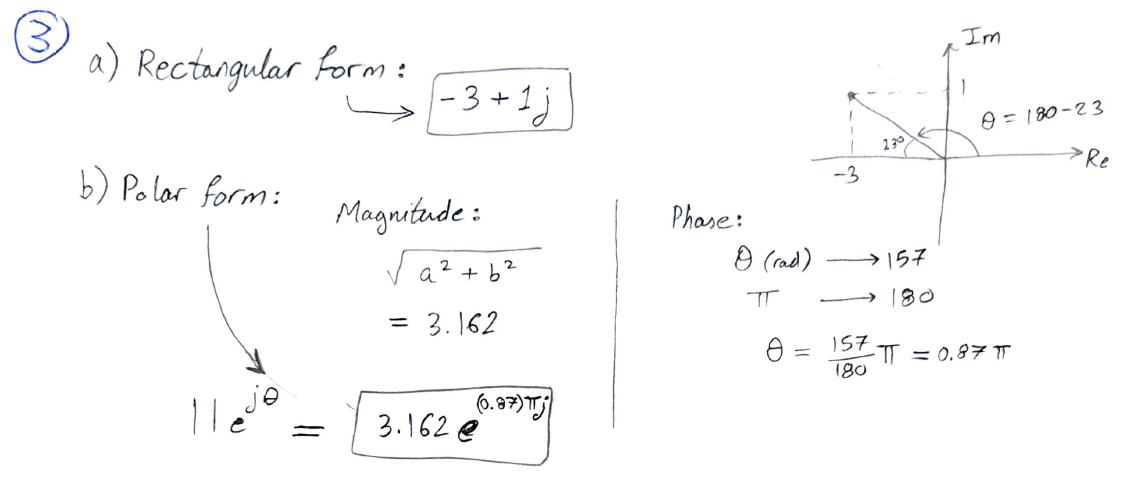 3
a) Rectangular form:
-3 + 1j
Im
1
θ = 180-23
23°
-3
Re
b) Polar form:
Magnitude:
√a² + b²
= 3.162
||e^jθ = 3.162 e^(0.87)πj
Phase:
θ (rad) → 157
π → 180
θ = 157/180 π = 0.87 π